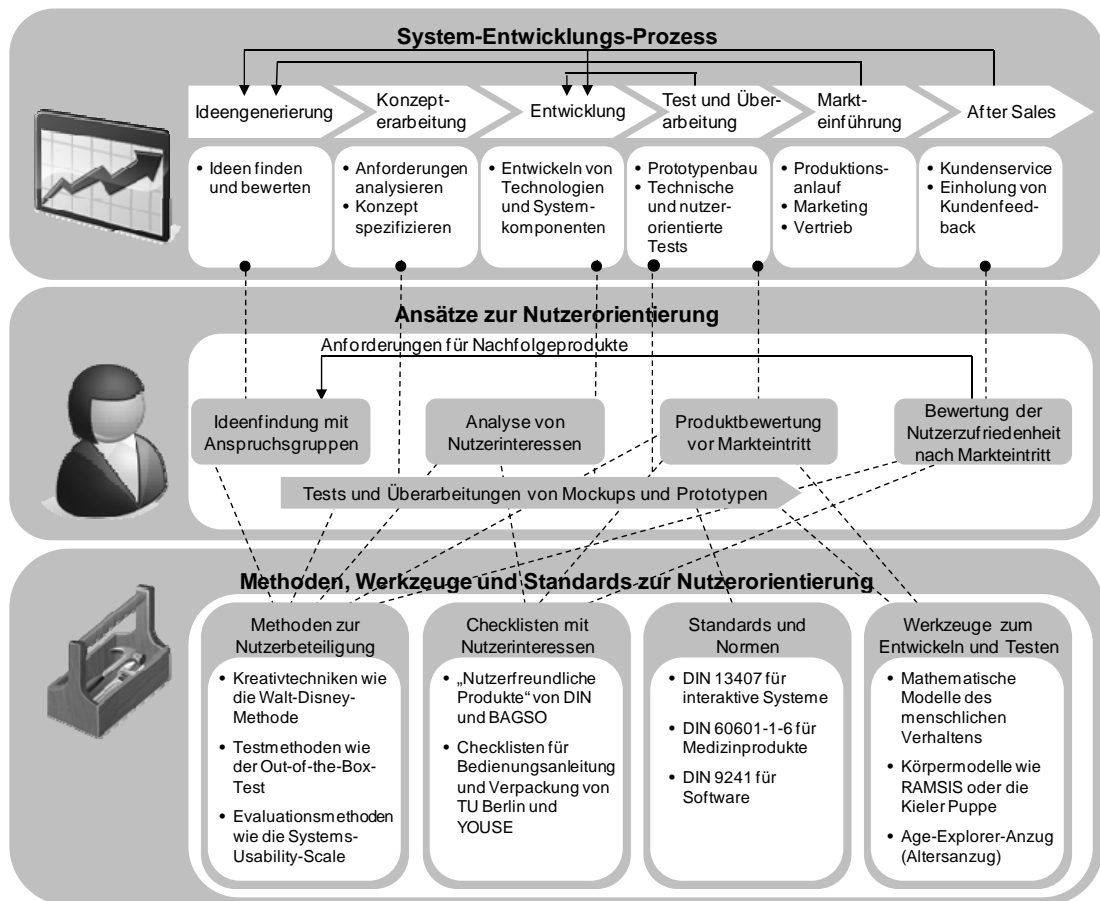 System-Entwicklungs-Prozess
Ideengenerierung
Konzept-
erarbeitung
Entwicklung
Test und Über-
arbeitung
Markt-
einführung
After Sales
• Ideen finden
und bewerten
• Anforderungen
analysieren
• Konzept
spezifizieren
• Entwickeln von
Technologien
und System-
komponenten
• Prototypenbau
• Technische
und nutzer-
orientierte
Tests
• Produktions-
anlauf
• Marketing
• Vertrieb
• Kundenservice
• Einholung von
Kundenfeed-
back
Ansätze zur Nutzerorientierung
Anforderungen für Nachfolgeprodukte
Ideenfindung mit
Anspruchsgruppen
Analyse von
Nutzerinteressen
Produktbewertung
vor Markteintritt
Bewertung der
Nutzerzufriedenheit
nach Markteintritt
Tests und Überarbeitungen von Mockups und Prototypen
Methoden, Werkzeuge und Standards zur Nutzerorientierung
Methoden zur
Nutzerbeteiligung
• Kreativtechniken wie
die Walt-Disney-
Methode
• Testmethoden wie
der Out-of-the-Box-
Test
• Evaluationsmethoden
wie die Systems-
Usability-Scale
Checklisten mit
Nutzerinteressen
• „Nutzerfreundliche
Produkte“ von DIN
und BAGSO
• Checklisten für
Bedienungsanleitung
und Verpackung von
TU Berlin und
YOUSE
Standards und
Normen
• DIN 13407 für
interaktive Systeme
• DIN 60601-1-6 für
Medizinprodukte
• DIN 9241 für
Software
Werkzeuge zum
Entwickeln und Testen
• Mathematische
Modelle des
menschlichen
Verhaltens
• Körpermodelle wie
RAMSIS oder die
Kieler Puppe
• Age-Explorer-Anzug
(Altersanzug)